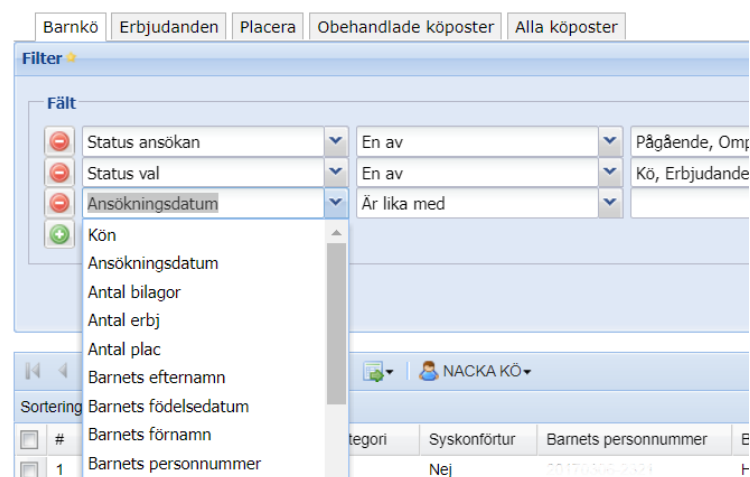 Barnkö Erbjudanden Placera Obehandlade köposter Alla köposter
Filter
Fält
Status ansökan En av Pågående, Omp
Status val En av Kö, Erbjudande
Ansökningsdatum Är lika med
Kön
Ansökningsdatum
Antal bilagor
Antal erbj
Antal plac
NACKA KÖ
Barnets efternamn
Sortering Barnets födelsedatum
Barnets förnamn
# tegori Syskonförtur Barnets personnummer B
Barnets personnummer
1 Nej H